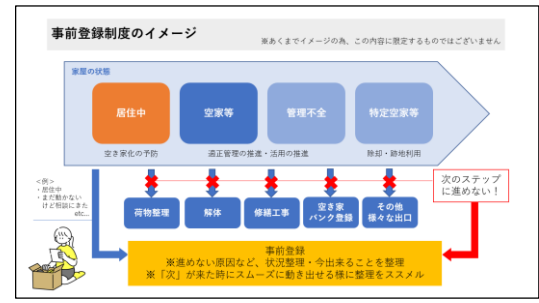 事前登録制度のイメージ
※あくまでイメージの為、この内容に限定するものではございません
家屋の状態
居住中
空家等
管理不全
特定空家等
空き家化の予防
適正管理の推進・活用の推進
除却・跡地利用
<例>
・居住中
・まだ動かない
けど相談にきた
etc…
次のステップ
に進めない！
荷物整理
解体
修繕工事
空き家
バンク登録
その他
様々な出口
事前登録
※進めない原因など、状況整理・今出来ることを整理
※「次」が来た時にスムーズに動き出せる様に整理をススメル